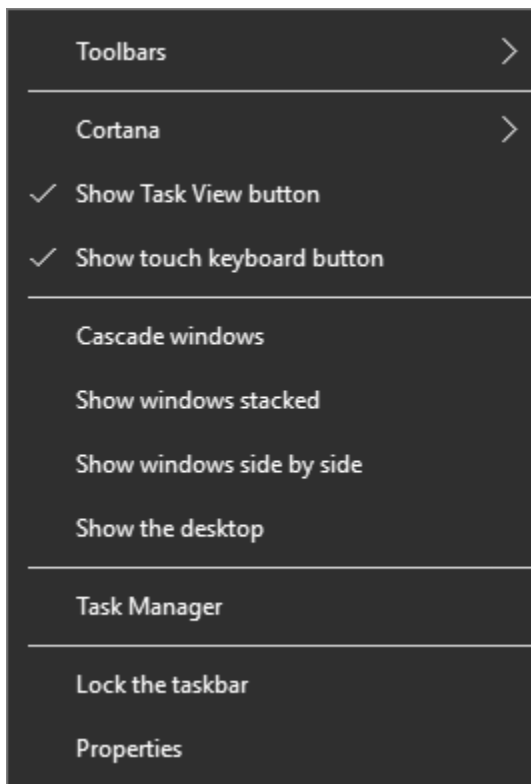 Toolbars
Cortana
Show Task View button
Show touch keyboard button
Cascade windows
Show windows stacked
Show windows side by side
Show the desktop
Task Manager
Lock the taskbar
Properties